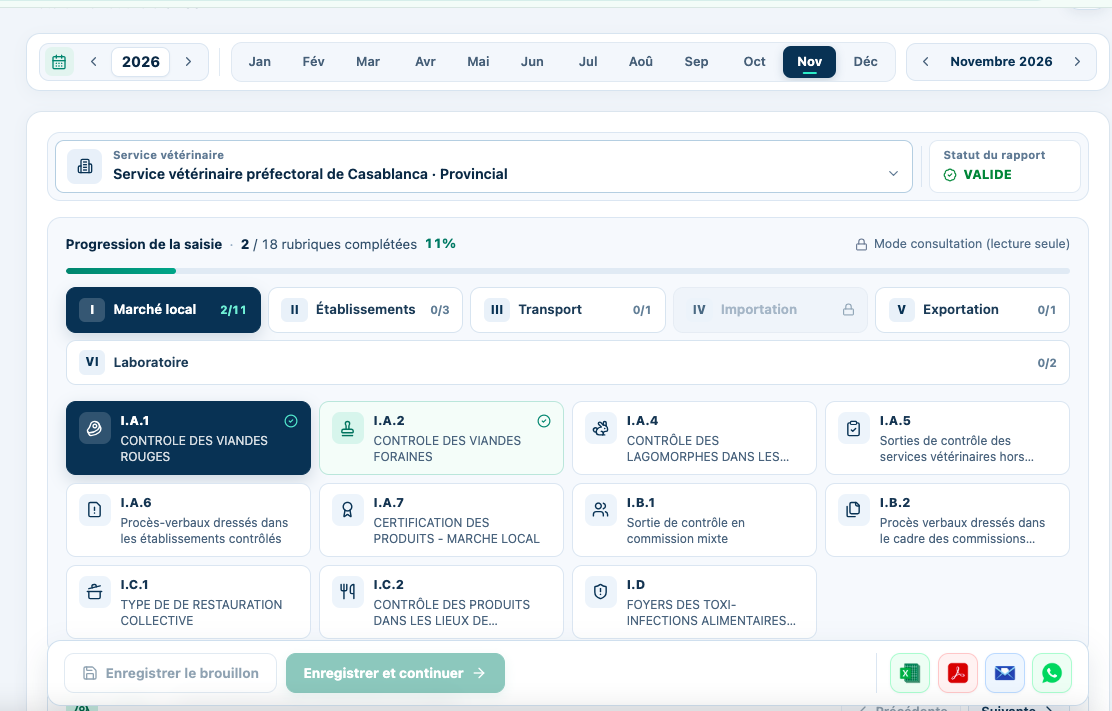 2026
Jan Fév Mar Avr Mai Jun Jul Aoû Sep Oct Nov Déc
Novembre 2026
Service vétérinaire
Service vétérinaire préfectoral de Casablanca · Provincial
Statut du rapport
VALIDE
Progression de la saisie · 2 / 18 rubriques complétées 11%
Mode consultation (lecture seule)
I Marché local 2/11
II Établissements 0/3
III Transport 0/1
IV Importation
V Exportation 0/1
VI Laboratoire 0/2
I.A.1
CONTROLE DES VIANDES
ROUGES
I.A.2
CONTROLE DES VIANDES
FORAINES
I.A.4
CONTRÔLE DES
LAGOMORPHES DANS LES...
I.A.5
Sorties de contrôle des
services vétérinaires hors...
I.A.6
Procès-verbaux dressés dans
les établissements contrôlés
I.A.7
CERTIFICATION DES
PRODUITS - MARCHE LOCAL
I.B.1
Sortie de contrôle en
commission mixte
I.B.2
Procès verbaux dressés dans
le cadre des commissions...
I.C.1
TYPE DE DE RESTAURATION
COLLECTIVE
I.C.2
CONTRÔLE DES PRODUITS
DANS LES LIEUX DE...
I.D
FOYERS DES TOXI-
INFECTIONS ALIMENTAIRES...
Enregistrer le brouillon
Enregistrer et continuer →
Précédente
Suivante